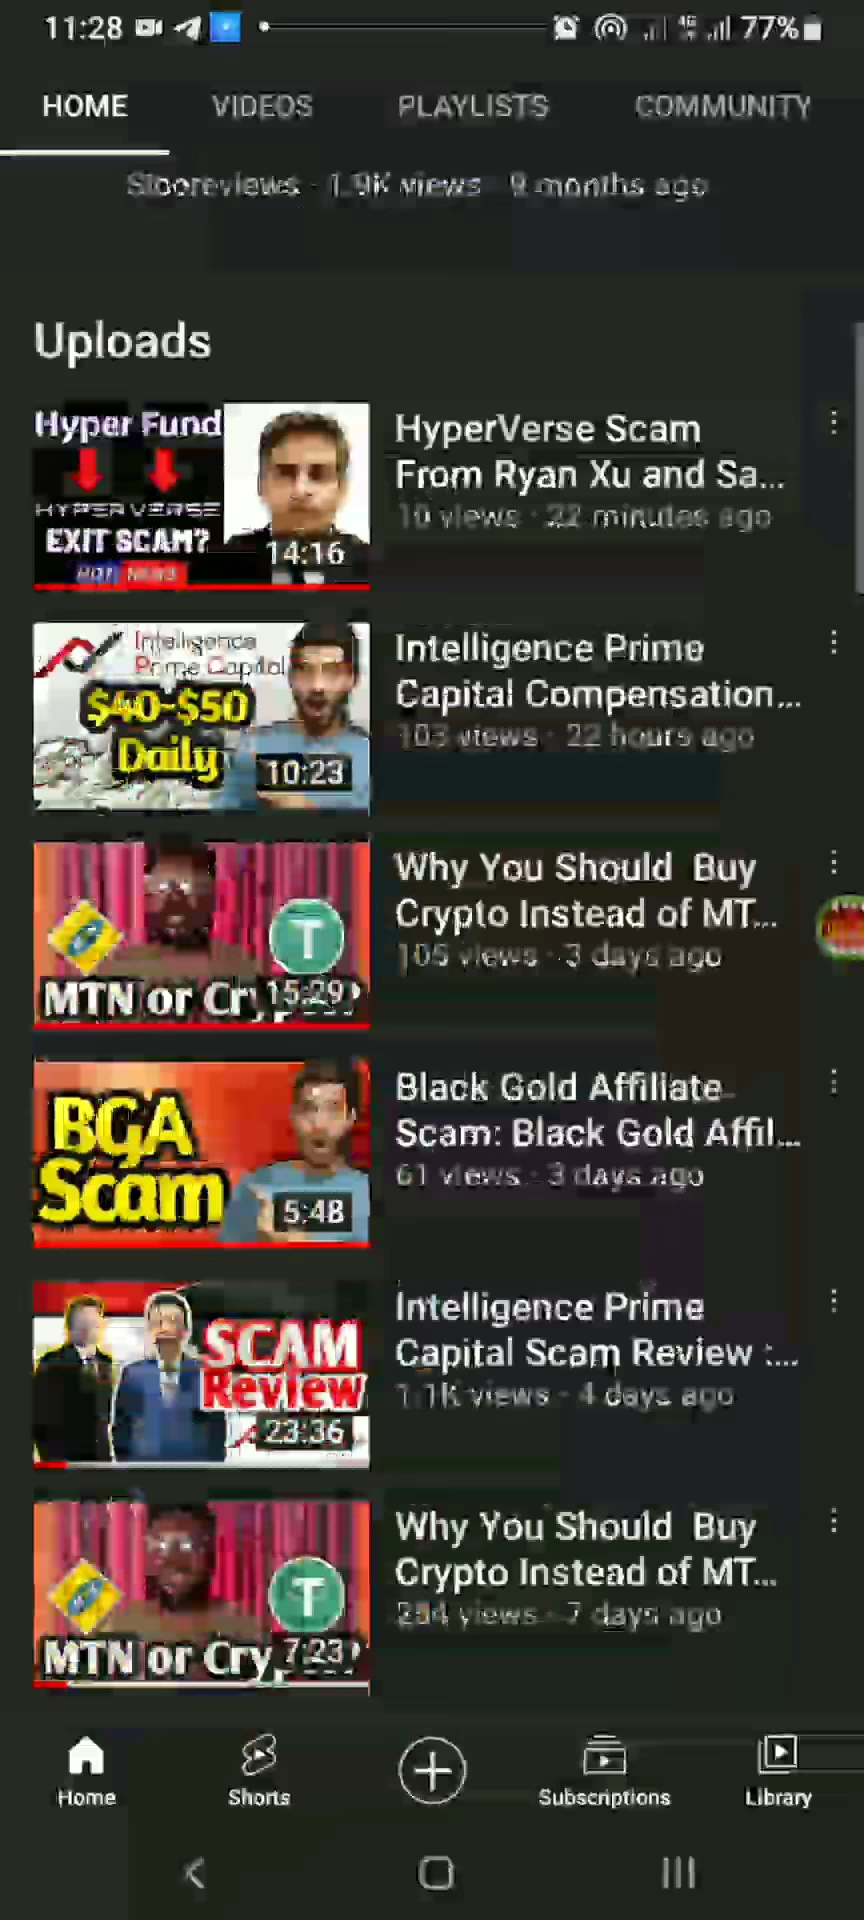 11:28
4G
77%
HOME
VIDEOS
PLAYLISTS
COMMUNITY
1.9K views · 9 months ago
Uploads
Hyper Fund
HYPERVERSE
EXIT SCAM?
HOT NEWS
14:16
HyperVerse Scam
From Ryan Xu and Sa...
10 views · 22 minutes ago
Intelligence
Prime Capital
$40-$50
Daily
10:23
Intelligence Prime
Capital Compensation...
103 views · 22 hours ago
T
MTN or Cry
15:29
Why You Should Buy
Crypto Instead of MT...
105 views · 3 days ago
BGA
Scam
5:48
Black Gold Affiliate
Scam: Black Gold Affil...
61 views · 3 days ago
SCAM
Review
23:36
Intelligence Prime
Capital Scam Review :...
1.1K views · 4 days ago
T
MTN or Cry
7:23
Why You Should Buy
Crypto Instead of MT...
views · 7 days ago
Home
Shorts
Subscriptions
Library